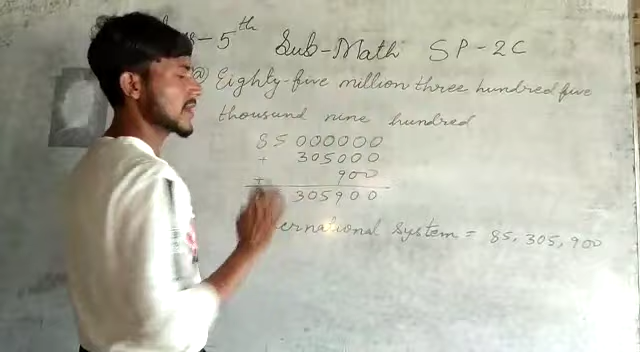 - 5th Sub-Math SP-2C
@) Eighty-five million three hundred five
thousand nine hundred
85000000
+ 305000
+ 900
305900
ernational system = 85,305,900